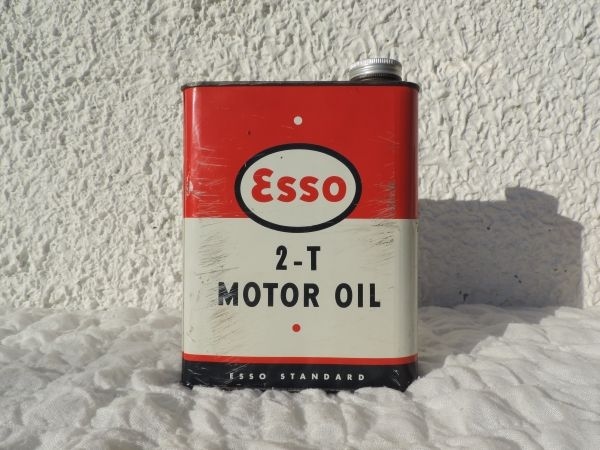 Esso
2-T
MOTOR OIL
ESSO STANDARD